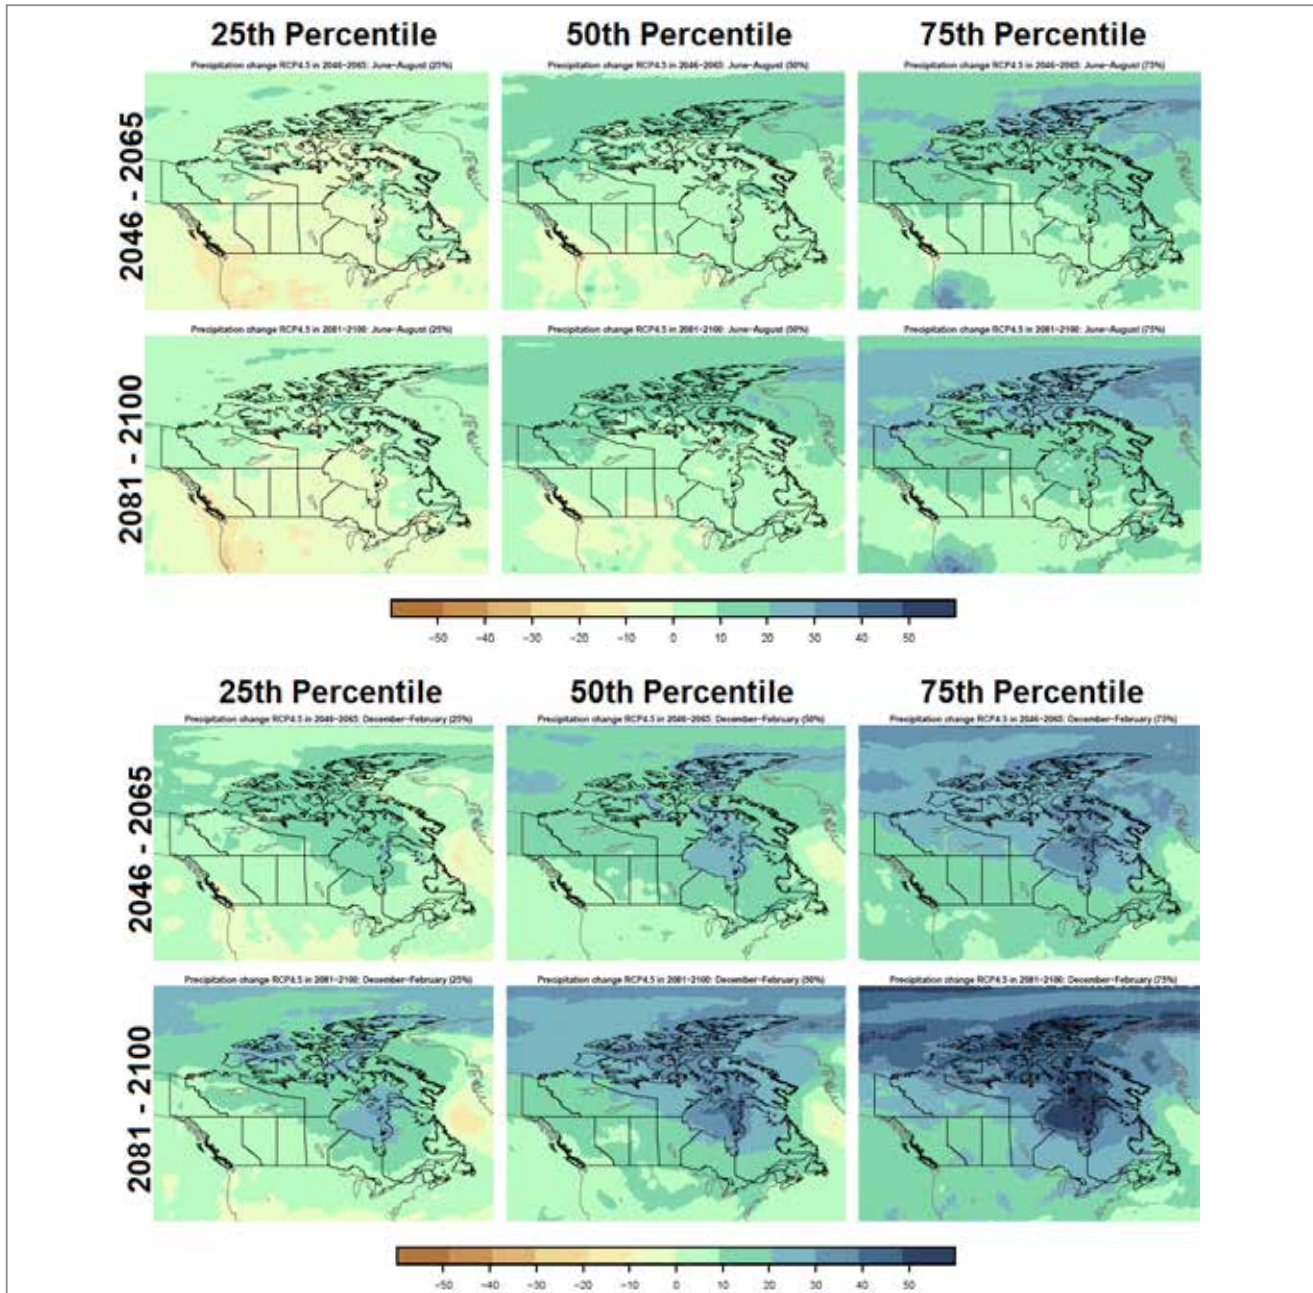 25th Percentile 50th Percentile 75th Percentile
Precipitation change RCP4.5 in 2046-2065: June-August (25%) Precipitation change RCP4.5 in 2046-2065: June-August (50%) Precipitation change RCP4.5 in 2046-2065: June-August (75%)
2046 - 2065
Precipitation change RCP4.5 in 2081-2100: June-August (25%) Precipitation change RCP4.5 in 2081-2100: June-August (50%) Precipitation change RCP4.5 in 2081-2100: June-August (75%)
2081 - 2100
-50 -40 -30 -20 -10 0 10 20 30 40 50
25th Percentile 50th Percentile 75th Percentile
Precipitation change RCP4.5 in 2046-2065: December-February (25%) Precipitation change RCP4.5 in 2046-2065: December-February (50%) Precipitation change RCP4.5 in 2046-2065: December-February (75%)
2046 - 2065
Precipitation change RCP4.5 in 2081-2100: December-February (25%) Precipitation change RCP4.5 in 2081-2100: December-February (50%) Precipitation change RCP4.5 in 2081-2100: December-February (75%)
2081 - 2100
-50 -40 -30 -20 -10 0 10 20 30 40 50